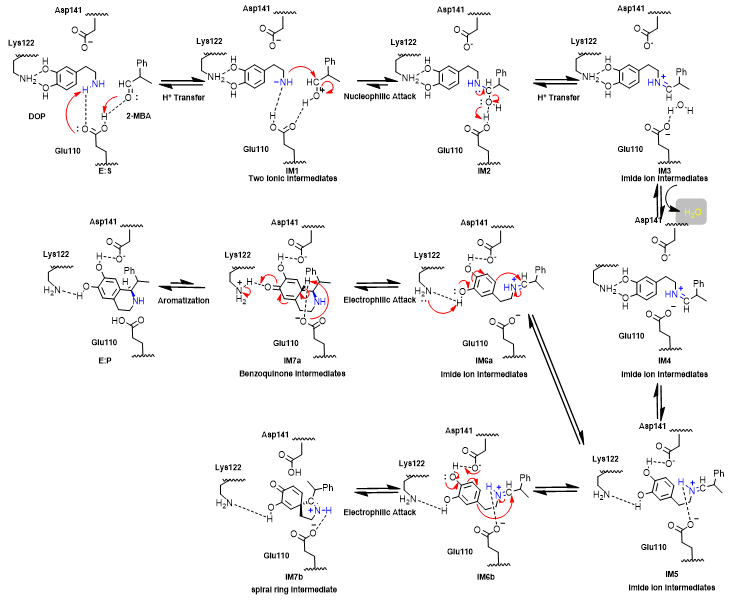 Asp141
Lys122
DOP
2-MBA
Glu110
E:S
H⁺ Transfer
Asp141
Lys122
Glu110
IM1
Two Ionic Intermediates
Nucleophilic Attack
Asp141
Lys122
Glu110
IM2
H⁺ Transfer
Asp141
Lys122
Glu110
IM3
Imide Ion Intermediates
H₂O
Asp141
Lys122
Glu110
E:P
Aromatization
Asp141
Lys122
Glu110
IM7a
Benzoquinone Intermediates
Electrophilic Attack
Asp141
Lys122
Glu110
IM6a
Imide Ion Intermediates
Asp141
Lys122
Glu110
IM4
Imide Ion Intermediates
Asp141
Lys122
Glu110
IM7b
spiral ring Intermediate
Electrophilic Attack
Asp141
Lys122
Glu110
IM6b
Asp141
Lys122
Glu110
IM5
Imide Ion Intermediates